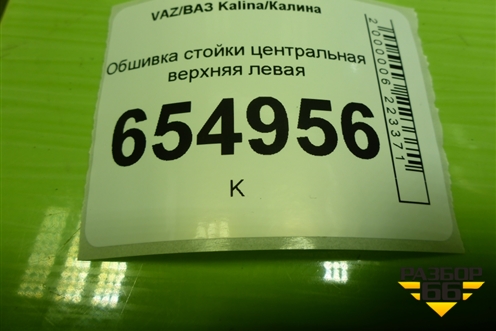 VAZ/ВАЗ Kalina/Калина
Обшивка стойки центральная
верхняя левая
654956
K
2000006223371
РАЗБОР
66